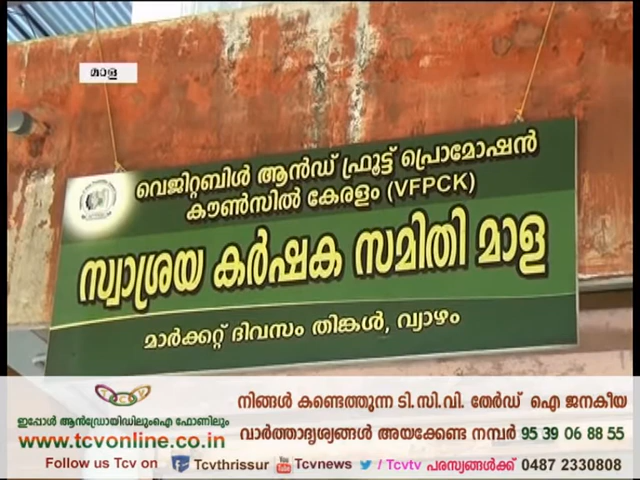 മാള
വെജിറ്റബിൾ ആൻഡ് ഫ്രൂട്ട് പ്രൊമോഷൻ
കൗൺസിൽ കേരളം (VFPCK)
സ്വാശ്രയ കർഷക സമിതി മാള
മാർക്കറ്റ് ദിവസം തിങ്കൾ, വ്യാഴം
നിങ്ങൾ കണ്ടെത്തുന്ന ടി.സി.വി. തേർഡ് ഐ ജനകീയ
ഇപ്പോൾ ആൻഡ്രോയിഡിലുംഐ ഫോണിലും
വാർത്താദൃശ്യങ്ങൾ അയക്കേണ്ട നമ്പർ 95 39 06 88 55
www.tcvonline.co.in
Follow us Tcv on f Tcvthrissur You Tube Tcvnews / Tcvtv പരസ്യങ്ങൾക്ക് 0487 2330808